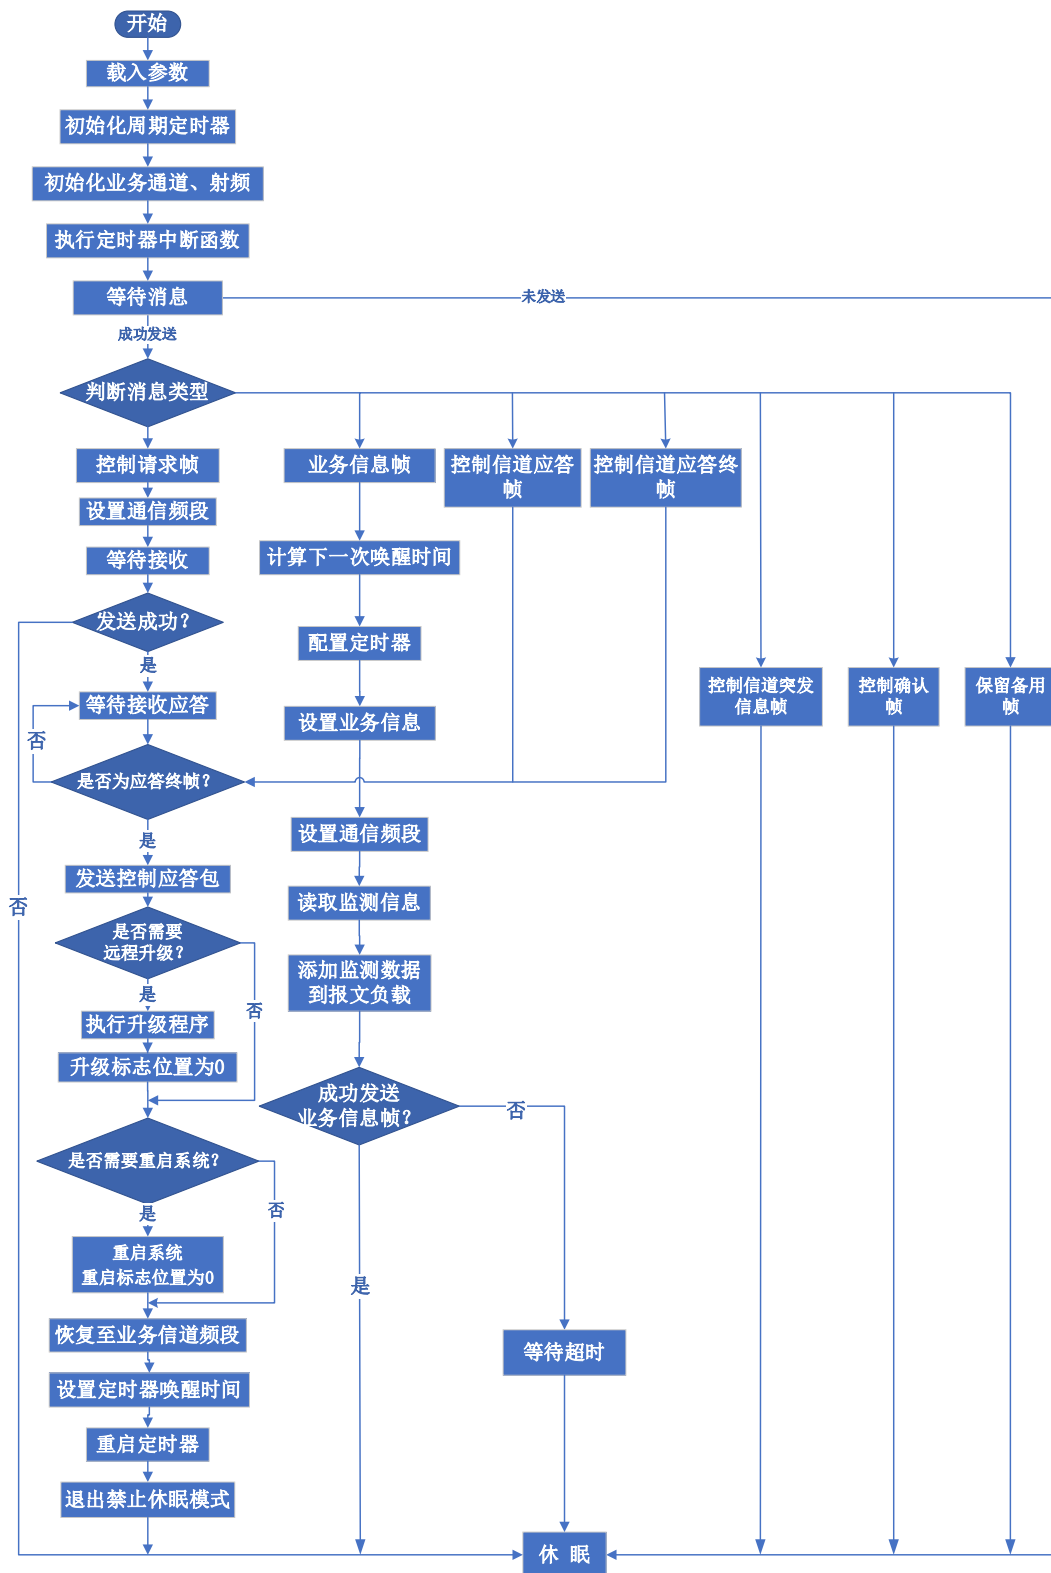 开始
载入参数
初始化周期定时器
初始化业务通道、射频
执行定时器中断函数
等待消息
未发送
成功发送
判断消息类型
控制请求帧
设置通信频段
等待接收
发送成功？
是
等待接收应答
否
是否为应答终帧？
是
发送控制应答包
否
是否需要
远程升级？
是
否
执行升级程序
升级标志位置为0
是否需要重启系统？
是
否
重启系统
重启标志位置为0
恢复至业务信道频段
设置定时器唤醒时间
重启定时器
退出禁止休眠模式
业务信息帧
计算下一次唤醒时间
配置定时器
设置业务信息
设置通信频段
读取监测信息
添加监测数据
到报文负载
成功发送
业务信息帧？
否
是
等待超时
控制信道应答
帧
控制信道应答终
帧
控制信道突发
信息帧
控制确认
帧
保留备用
帧
休 眠